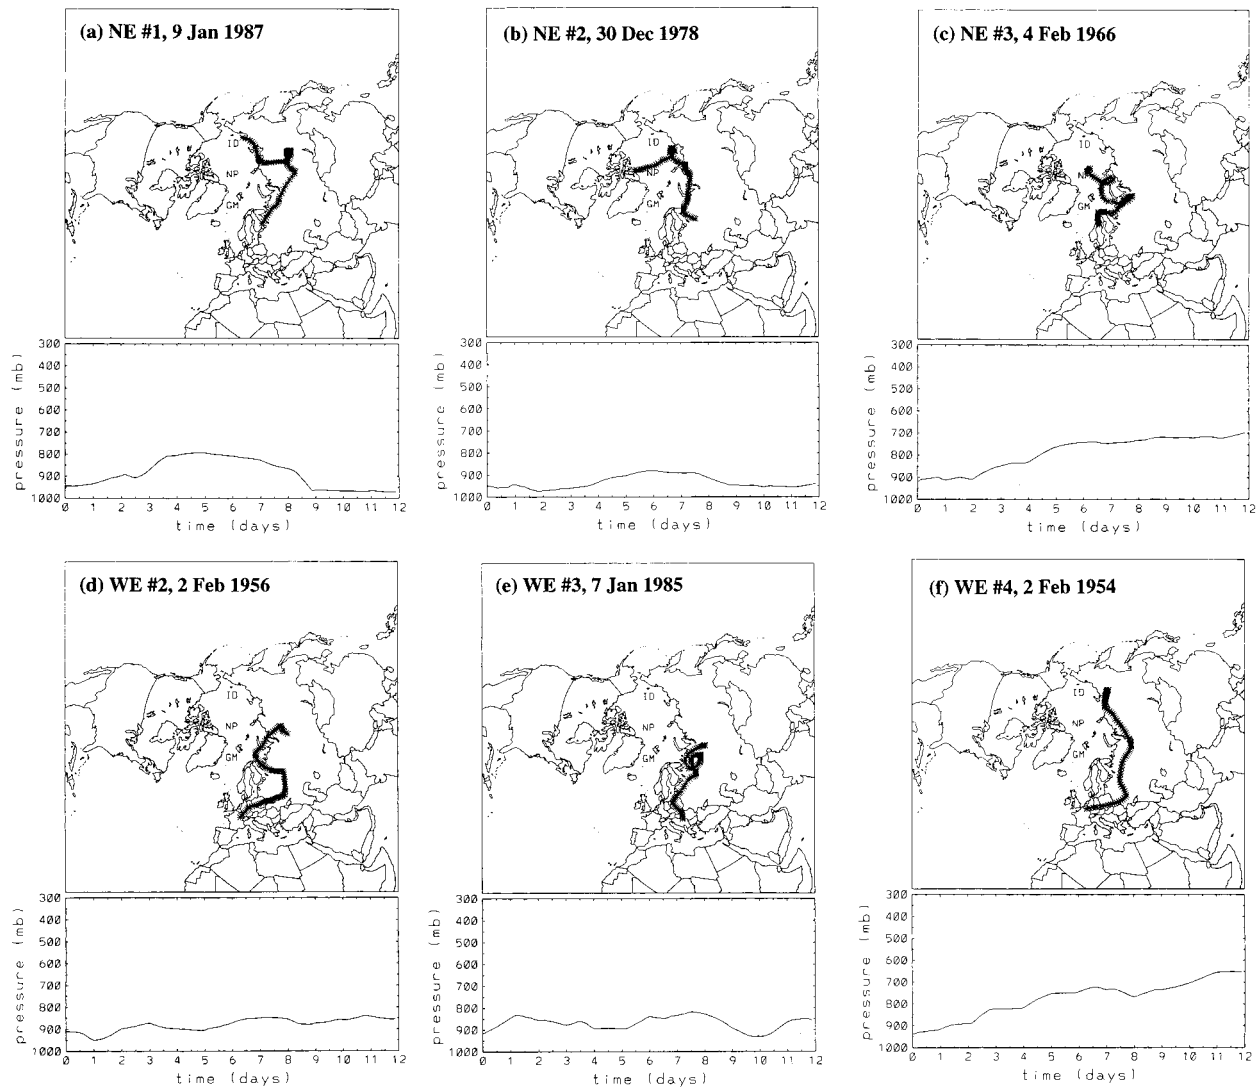 (a) NE #1, 9 Jan 1987
(b) NE #2, 30 Dec 1978
(c) NE #3, 4 Feb 1966
ID
NP
GM
ID
NP
GM
ID
GM
pressure (mb)
300
400
500
600
700
800
900
1000
0 1 2 3 4 5 6 7 8 9 10 11 12
time (days)
pressure (mb)
300
400
500
600
700
800
900
1000
0 1 2 3 4 5 6 7 8 9 10 11 12
time (days)
pressure (mb)
300
400
500
600
700
800
900
1000
0 1 2 3 4 5 6 7 8 9 10 11 12
time (days)
(d) WE #2, 2 Feb 1956
(e) WE #3, 7 Jan 1985
(f) WE #4, 2 Feb 1954
ID
NP
GM
ID
NP
GM
ID
NP
GM
pressure (mb)
300
400
500
600
700
800
900
1000
0 1 2 3 4 5 6 7 8 9 10 11 12
time (days)
pressure (mb)
300
400
500
600
700
800
900
1000
0 1 2 3 4 5 6 7 8 9 10 11 12
time (days)
pressure (mb)
300
400
500
600
700
800
900
1000
0 1 2 3 4 5 6 7 8 9 10 11 12
time (days)